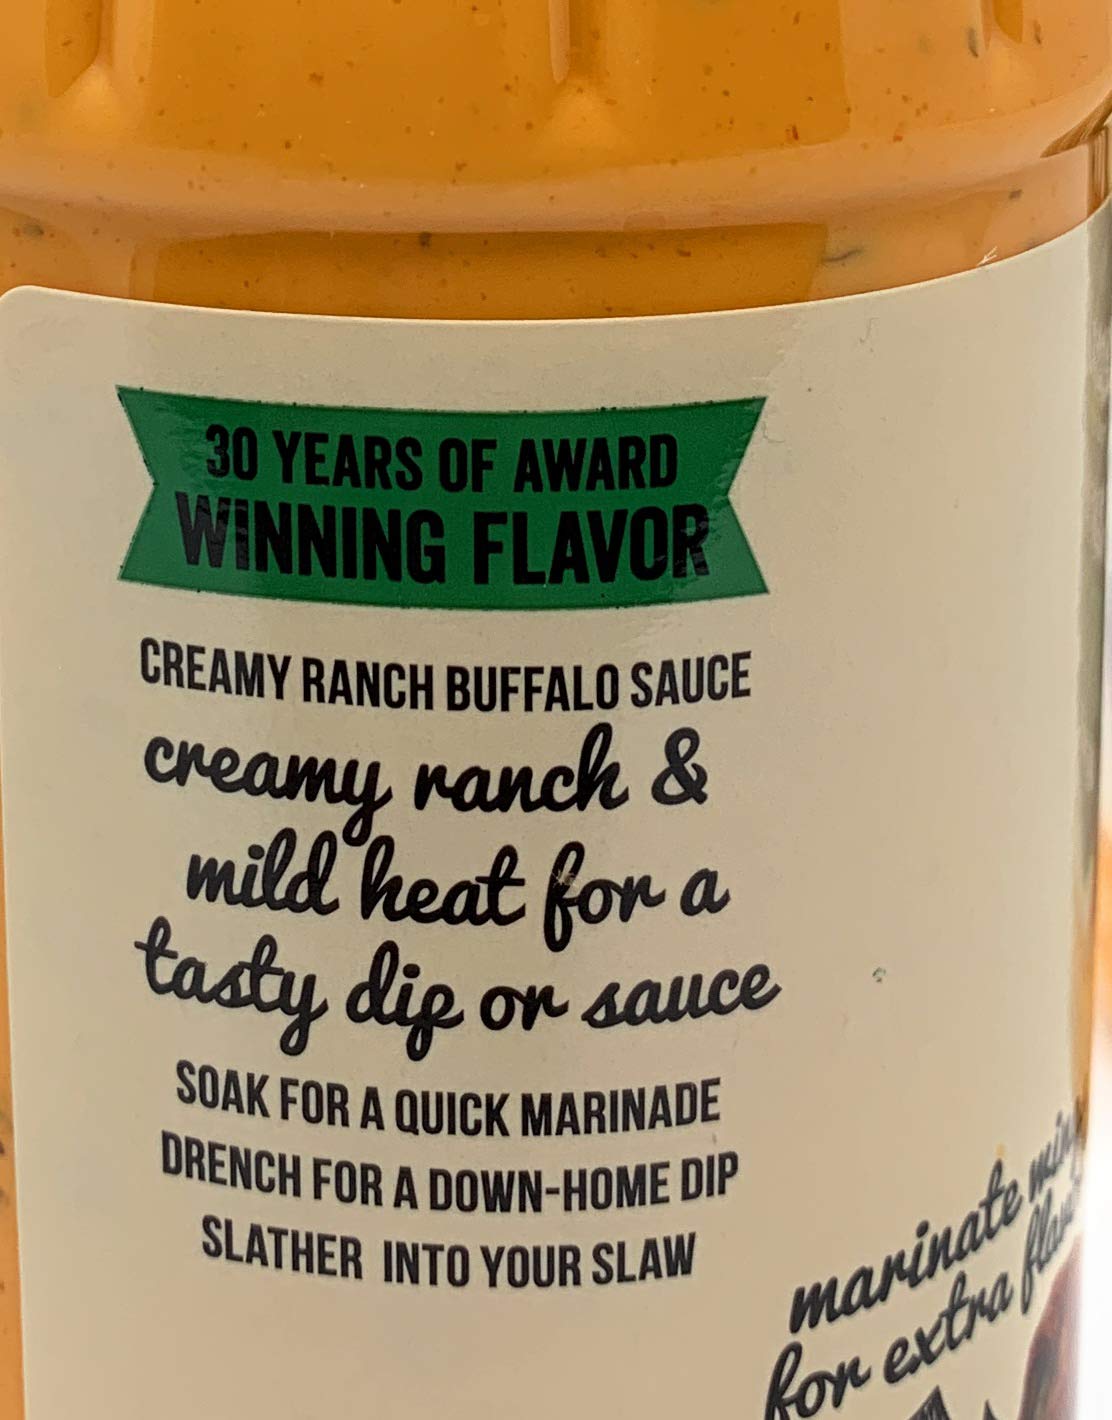 30 YEARS OF AWARD
WINNING FLAVOR
CREAMY RANCH BUFFALO SAUCE
creamy ranch &
mild heat for a
tasty dip or sauce
SOAK FOR A QUICK MARINADE
DRENCH FOR A DOWN-HOME DIP
SLATHER INTO YOUR SLAW
marinate
for extra